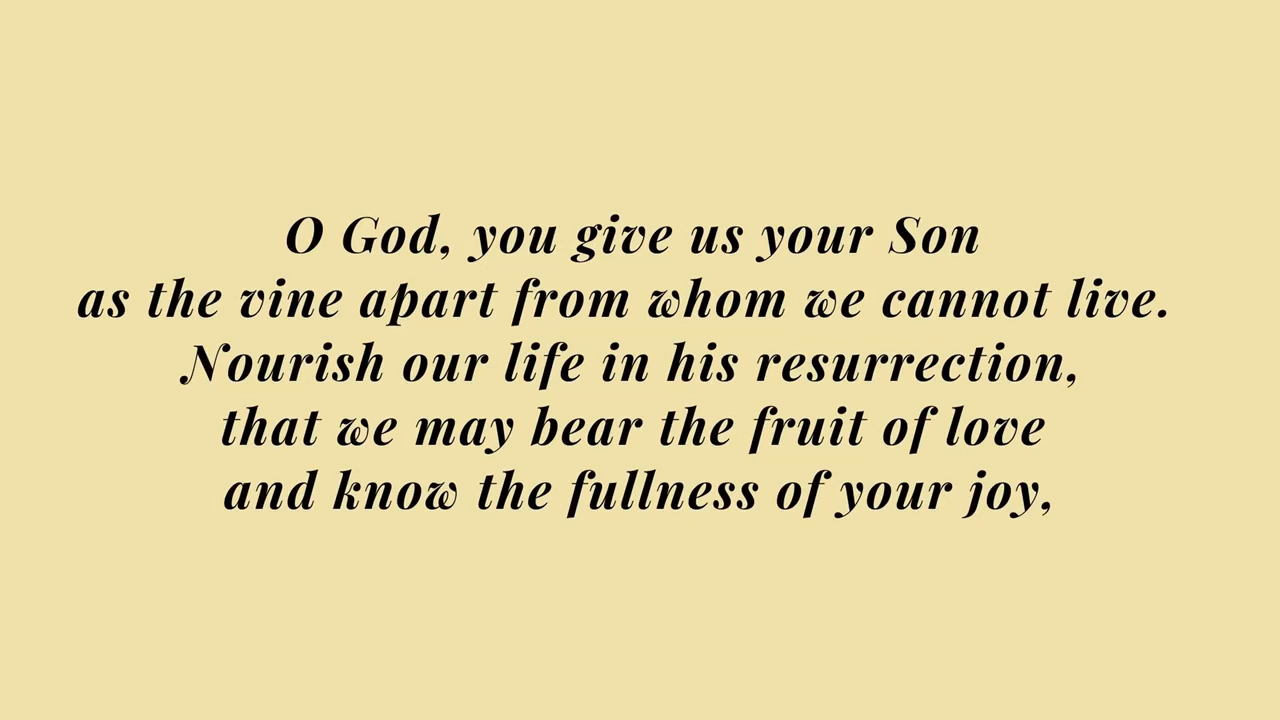 O God, you give us your Son
as the vine apart from whom we cannot live.
Nourish our life in his resurrection,
that we may bear the fruit of love
and know the fullness of your joy,